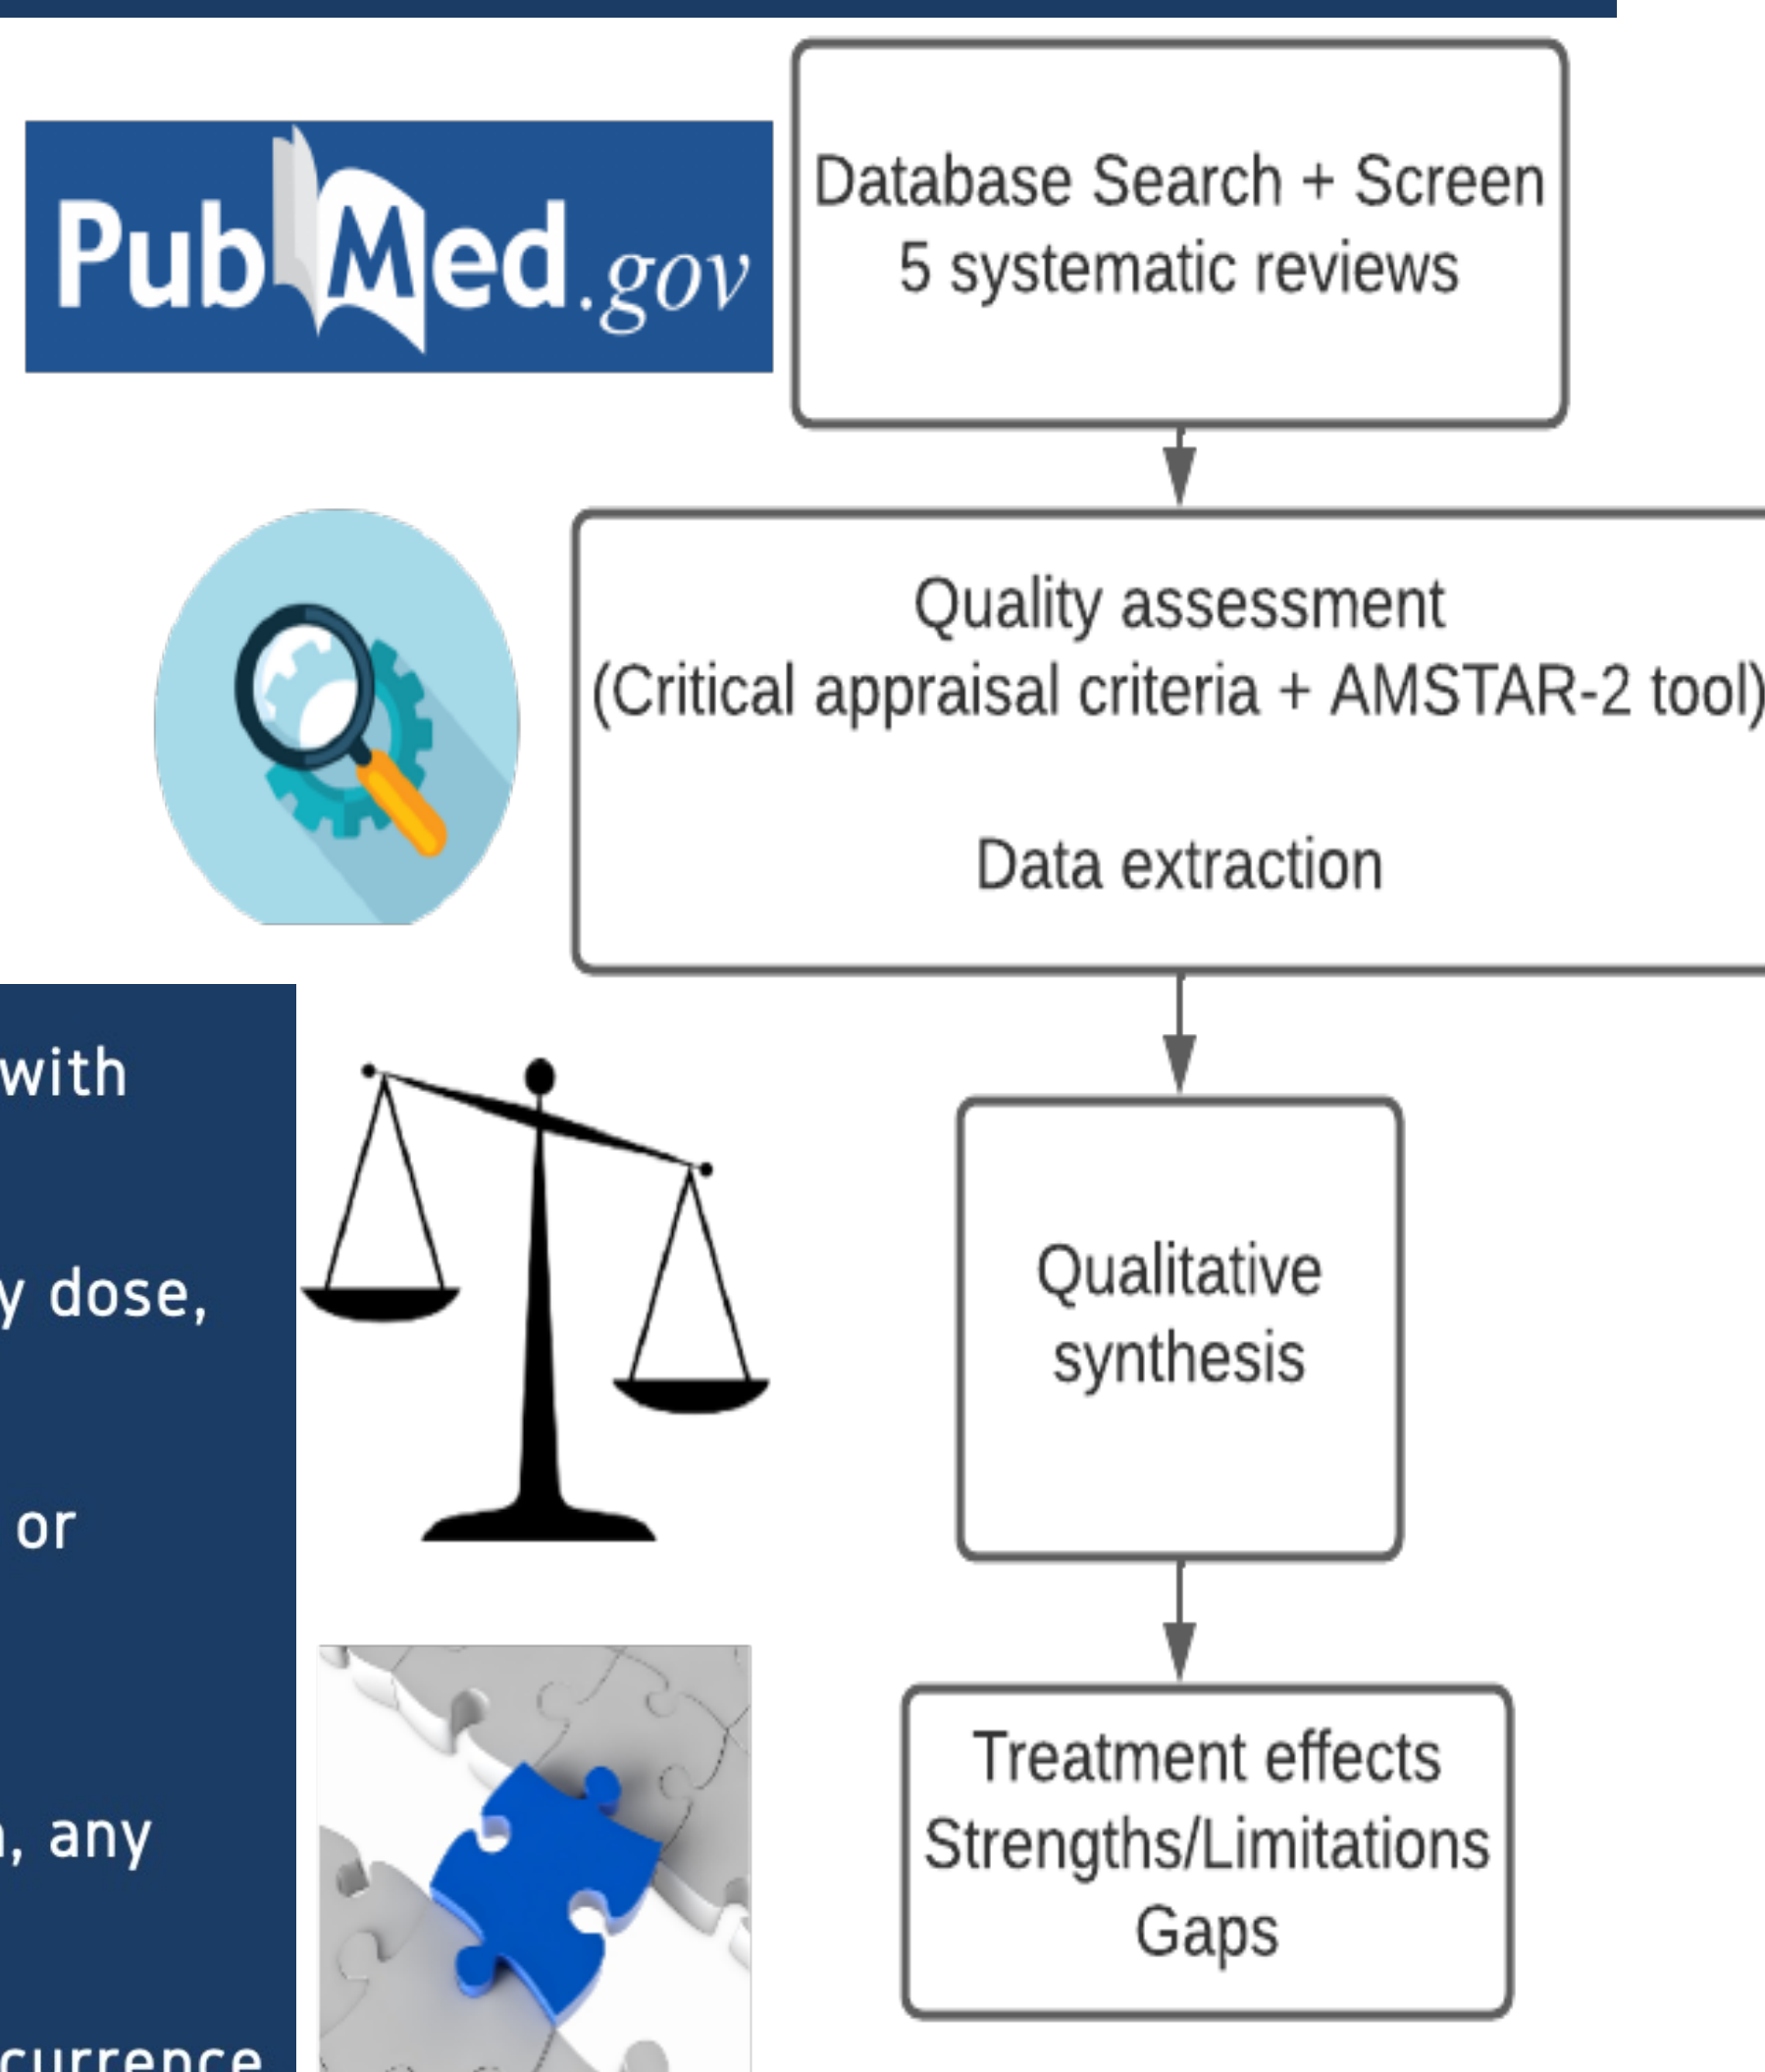 PubMed.gov
Database Search + Screen
5 systematic reviews
Quality assessment
(Critical appraisal criteria + AMSTAR-2 tool)
Data extraction
with
y dose,
or
, any
currence
Qualitative
synthesis
Treatment effects
Strengths/Limitations
Gaps